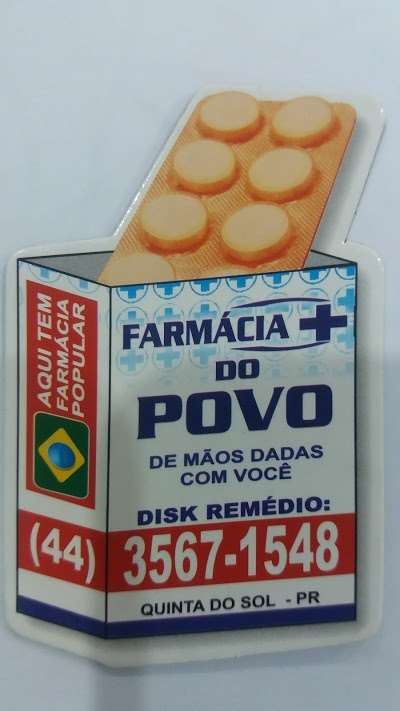 AQUI TEM
FARMÁCIA
POPULAR
FARMÁCIA
DO
POVO
DE MÃOS DADAS
COM VOCÊ
DISK REMÉDIO:
(44) 3567-1548
QUINTA DO SOL - PR